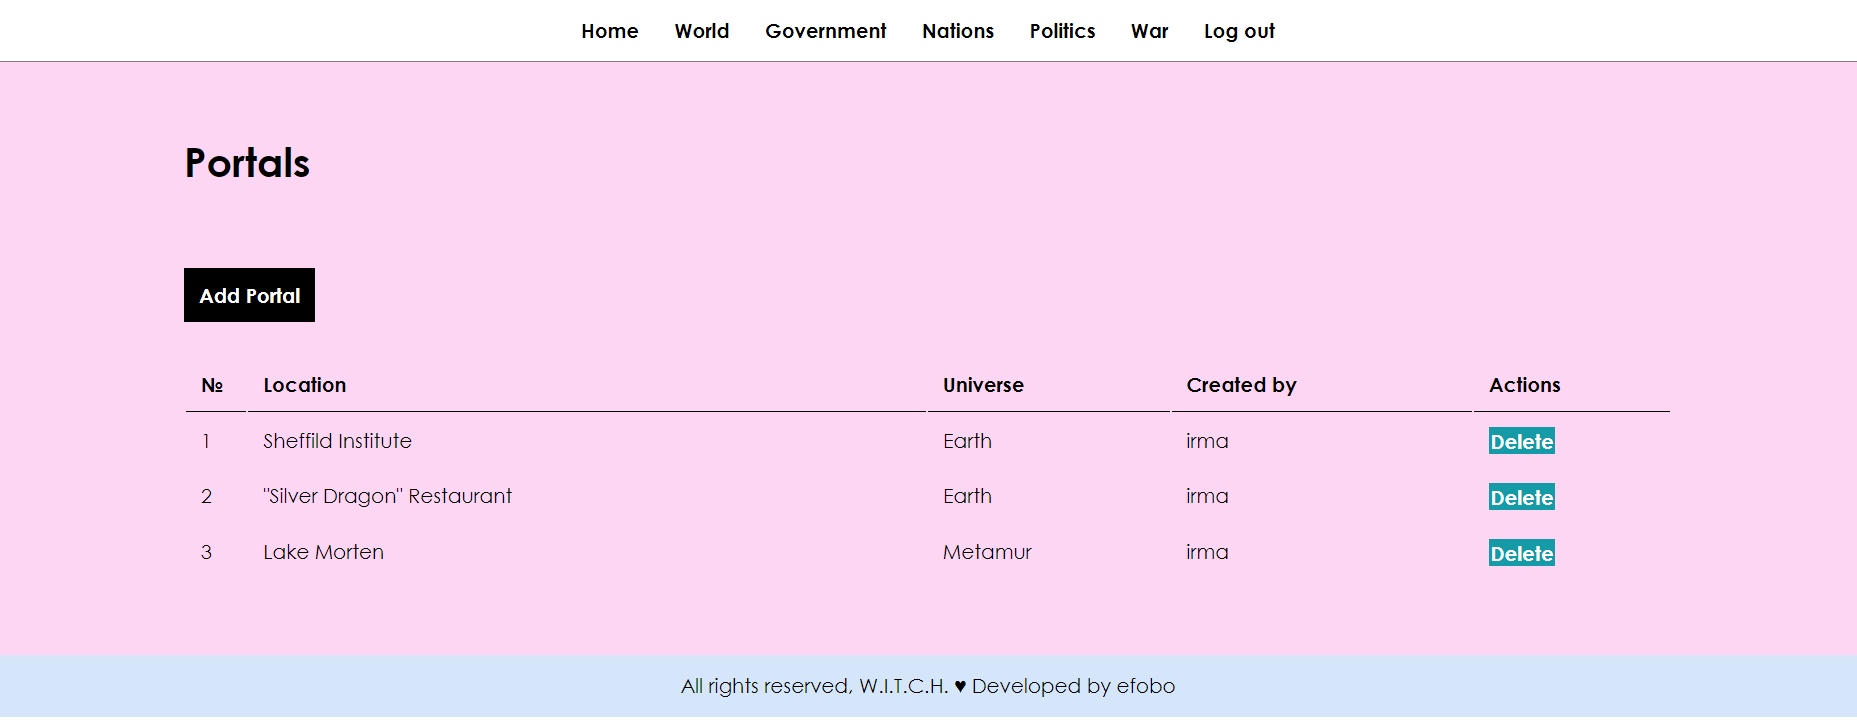 Home World Government Nations Politics War Log out
Portals
Add Portal
№ Location Universe Created by Actions
1 Sheffild Institute Earth irma Delete
2 "Silver Dragon" Restaurant Earth irma Delete
3 Lake Morten Metamur irma Delete
All rights reserved, W.I.T.C.H. ♥ Developed by efobo